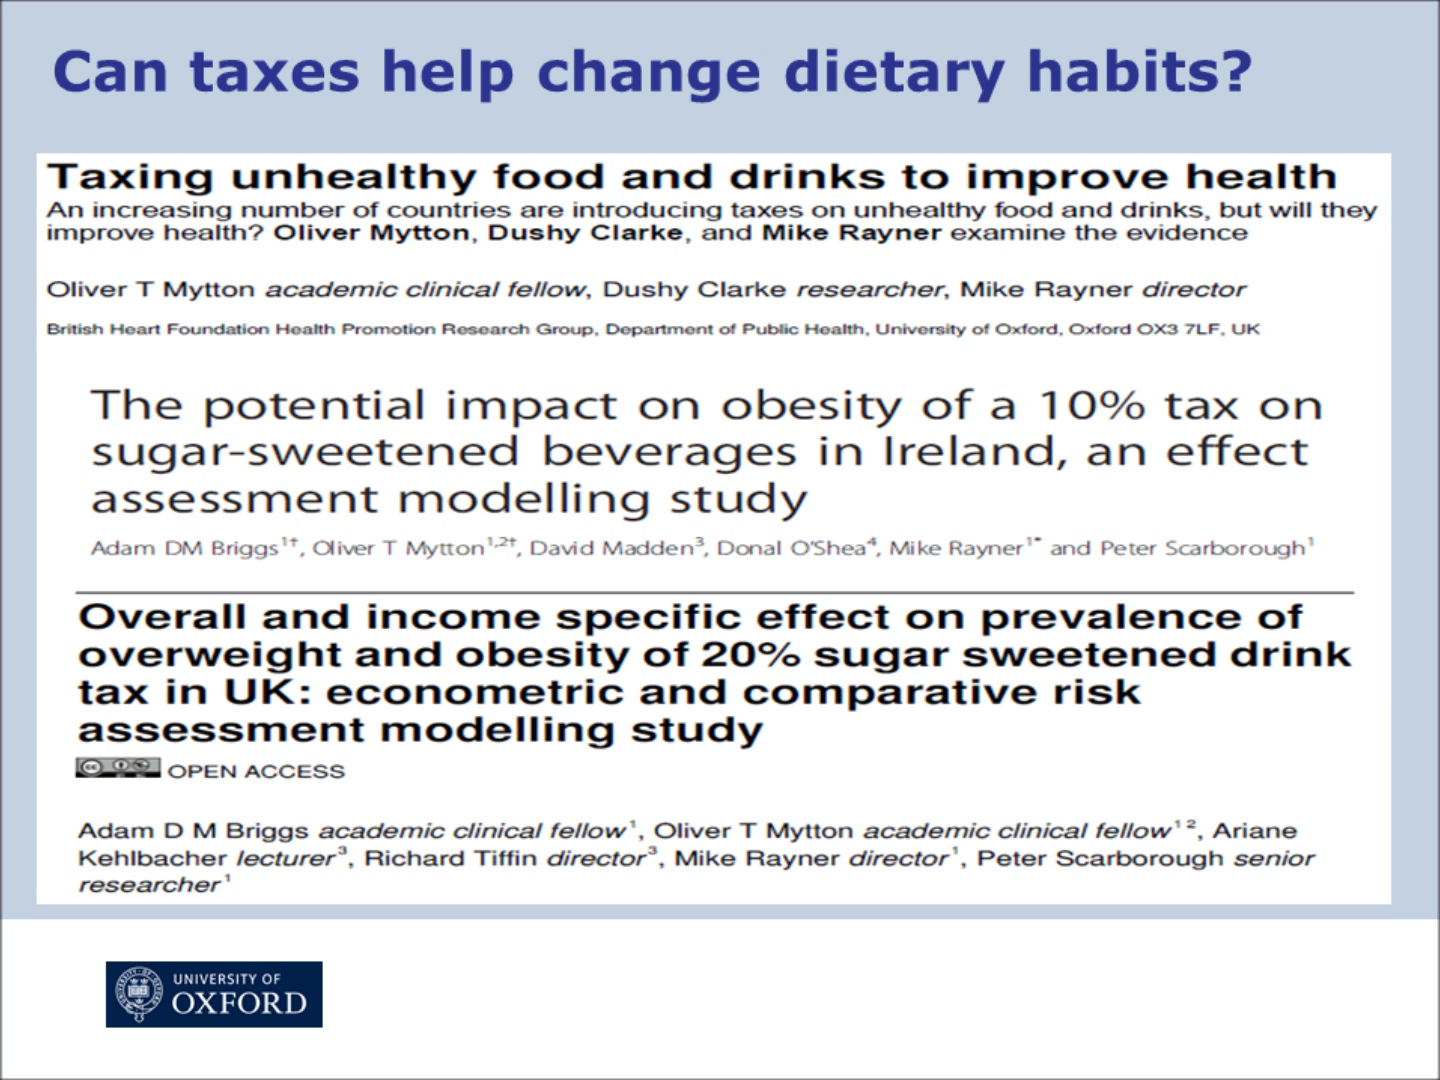 Can taxes help change dietary habits?
Taxing unhealthy food and drinks to improve health
An increasing number of countries are introducing taxes on unhealthy food and drinks, but will they
improve health? Oliver Mytton, Dushy Clarke, and Mike Rayner examine the evidence
Oliver T Mytton academic clinical fellow, Dushy Clarke researcher, Mike Rayner director
British Heart Foundation Health Promotion Research Group, Department of Public Health, University of Oxford, Oxford OX3 7LF, UK
The potential impact on obesity of a 10% tax on
sugar-sweetened beverages in Ireland, an effect
assessment modelling study
Adam DM Briggs1†, Oliver T Mytton1,2†, David Madden3, Donal O'Shea4, Mike Rayner1* and Peter Scarborough1
Overall and income specific effect on prevalence of
overweight and obesity of 20% sugar sweetened drink
tax in UK: econometric and comparative risk
assessment modelling study
OPEN ACCESS
Adam D M Briggs academic clinical fellow1, Oliver T Mytton academic clinical fellow1 2, Ariane
Kehlbacher lecturer3, Richard Tiffin director3, Mike Rayner director1, Peter Scarborough senior
researcher1
UNIVERSITY OF
OXFORD